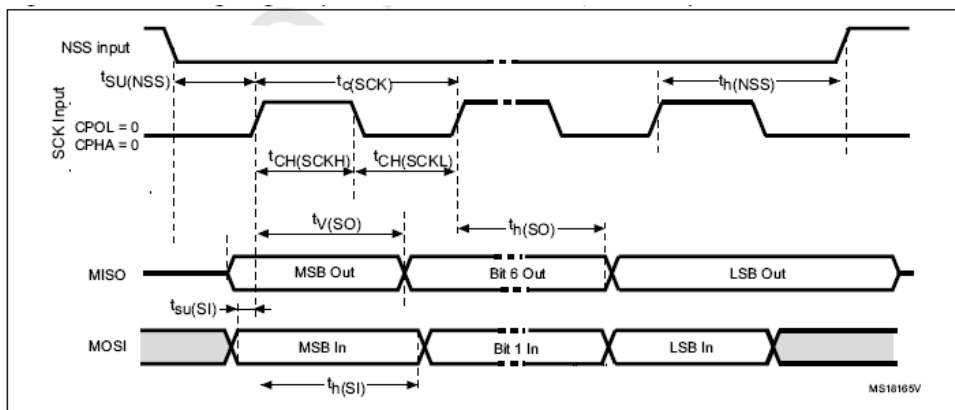 NSS input
tSU(NSS)
tc(SCK)
th(NSS)
SCK Input
CPOL = 0
CPHA = 0
tCH(SCKH)
tCH(SCKL)
tV(SO)
th(SO)
MISO
MSB Out
Bit 6 Out
LSB Out
tsu(SI)
MOSI
MSB In
Bit 1 In
LSB In
th(SI)
MS18165V